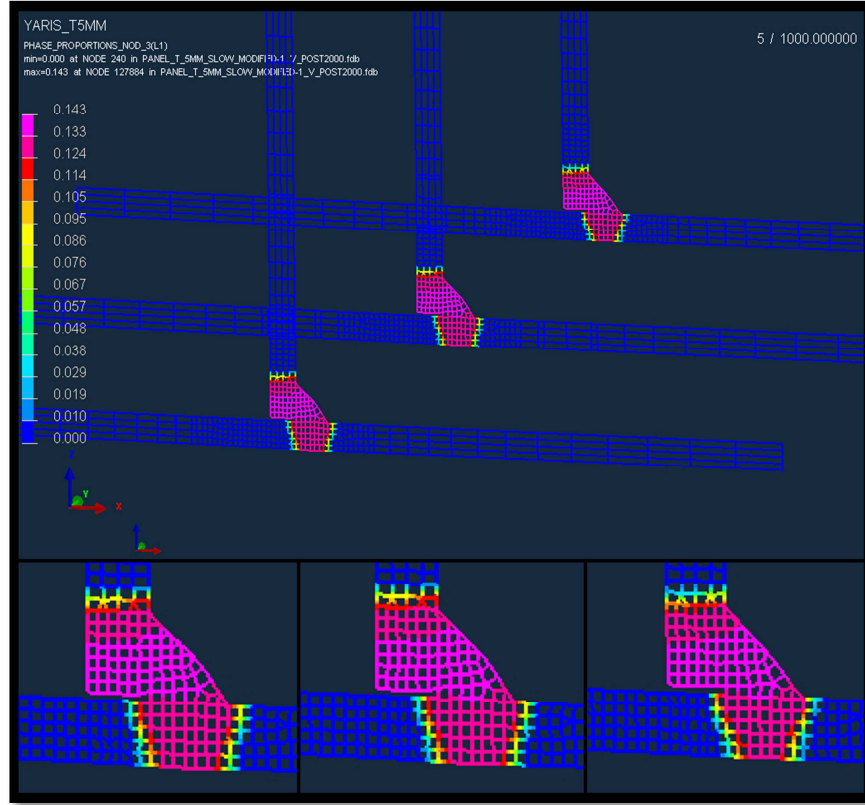 YARIS_T5MM
5 / 1000.000000
PHASE_PROPORTIONS_NOD_3(L1)
min=0.000 at NODE 240 in PANEL_T_5MM_SLOW_MODIFIED-1_V_POST2000.fdb
max=0.143 at NODE 127884 in PANEL_T_5MM_SLOW_MODIFIED-1_V_POST2000.fdb
0.143
0.133
0.124
0.114
0.105
0.095
0.086
0.076
0.067
0.057
0.048
0.038
0.029
0.019
0.010
0.000
Z
Y
X